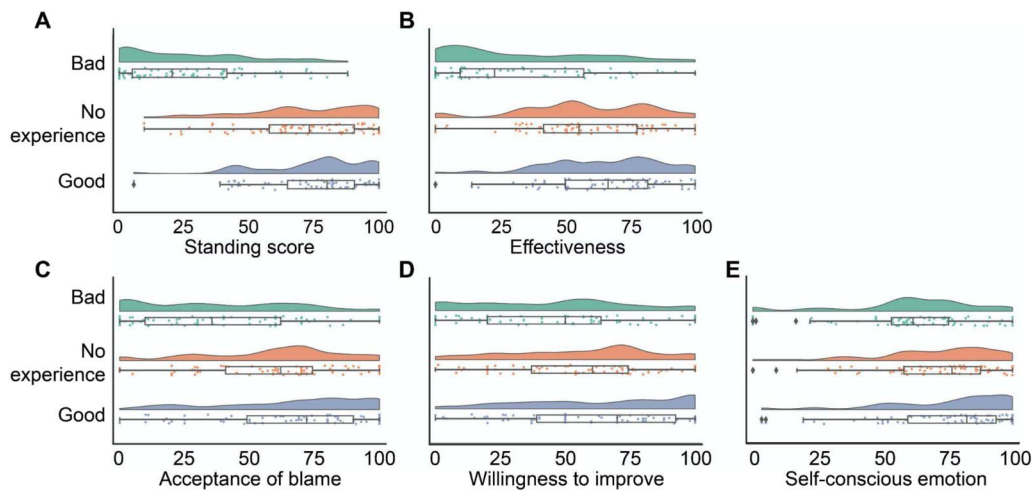 A
B
Bad
No
experience
Good
0 25 50 75 100
Standing score
0 25 50 75 100
Effectiveness
C
D
E
Bad
No
experience
Good
0 25 50 75 100
Acceptance of blame
0 25 50 75 100
Willingness to improve
0 25 50 75 100
Self-conscious emotion